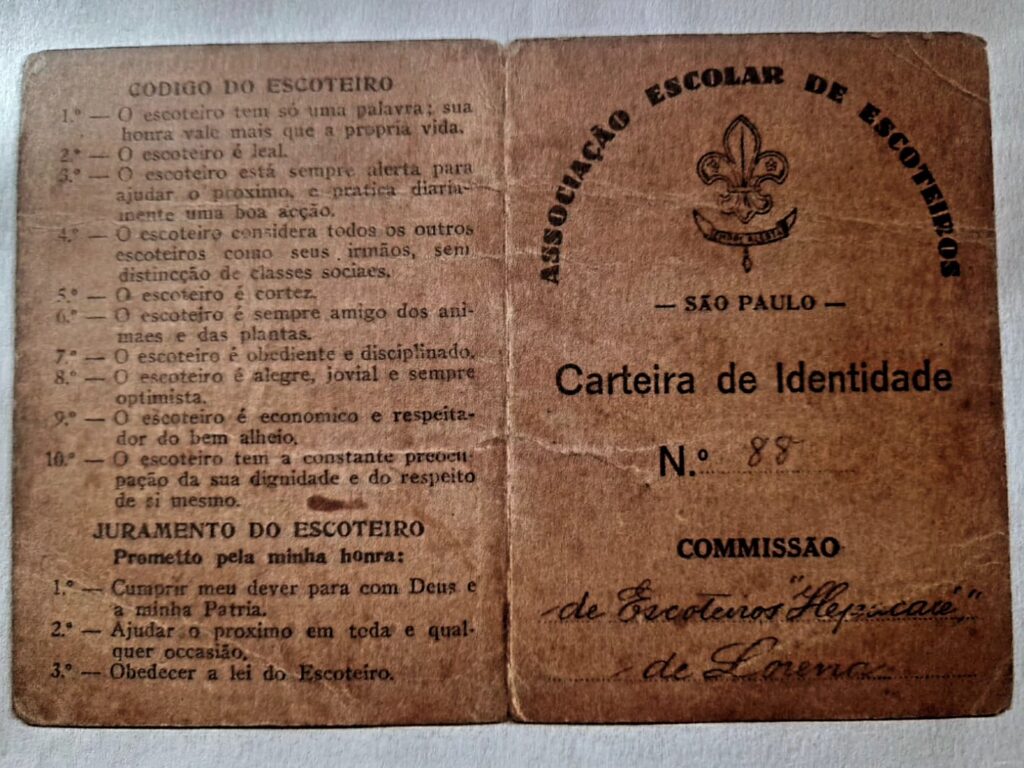 CODIGO DO ESCOTEIRO
1.º — O escoteiro tem só uma palavra; sua
honra vale mais que a propria vida.
2.º — O escoteiro é leal.
3.º — O escoteiro está sempre alerta para
ajudar o proximo, e pratica diaria-
mente uma boa acção.
4.º — O escoteiro considera todos os outros
escoteiros como seus irmãos, sem
distincção de classes sociaes.
5.º — O escoteiro é cortez.
6.º — O escoteiro é sempre amigo dos ani-
maes e das plantas.
7.º — O escoteiro é obediente e disciplinado.
8.º — O escoteiro é alegre, jovial e sempre
optimista.
9.º — O escoteiro é economico e respeita-
dor do bem alheio.
10.º — O escoteiro tem a constante preoccu-
pação da sua dignidade e do respeito
de si mesmo.
JURAMENTO DO ESCOTEIRO
Prometto pela minha honra:
1.º — Cumprir meu dever para com Deus e
a minha Patria.
2.º — Ajudar o proximo em toda e qual-
quer occasião.
3.º — Obedecer a lei do Escoteiro.
ASSOCIAÇÃO ESCOLAR DE ESCOTEIROS
SEMPRE ALERTA
— SÃO PAULO —
Carteira de Identidade
N.º 88
COMMISSÃO
de Escoteiros "Hepacaré"
de Lorena